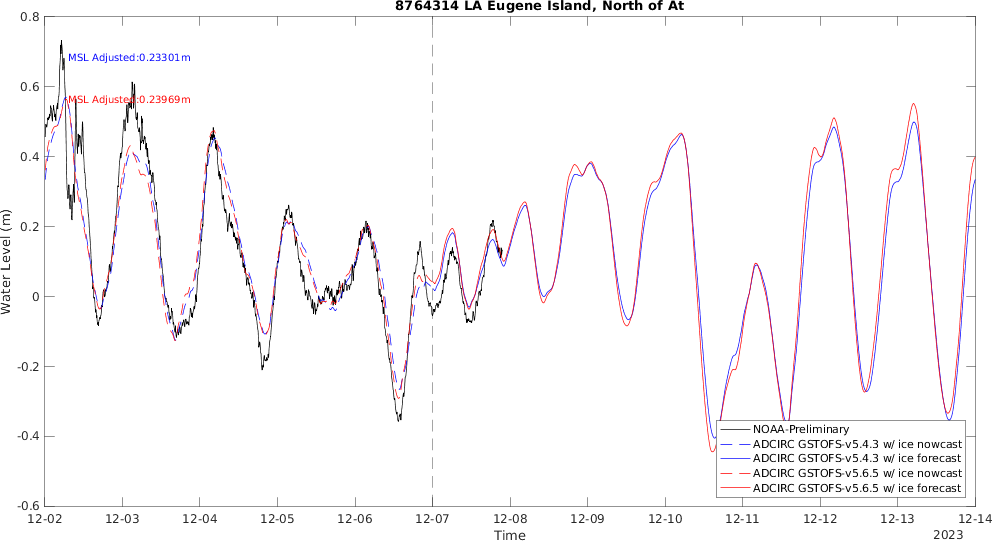 8764314 LA Eugene Island, North of At
MSL Adjusted:0.23301m
MSL Adjusted:0.23969m
Water Level (m)
0.8
0.6
0.4
0.2
0
-0.2
-0.4
-0.6
NOAA-Preliminary
ADCIRC GSTOFS-v5.4.3 w/ ice nowcast
ADCIRC GSTOFS-v5.4.3 w/ ice forecast
ADCIRC GSTOFS-v5.6.5 w/ ice nowcast
ADCIRC GSTOFS-v5.6.5 w/ ice forecast
12-02 12-03 12-04 12-05 12-06 12-07 12-08 12-09 12-10 12-11 12-12 12-13 12-14
Time
2023